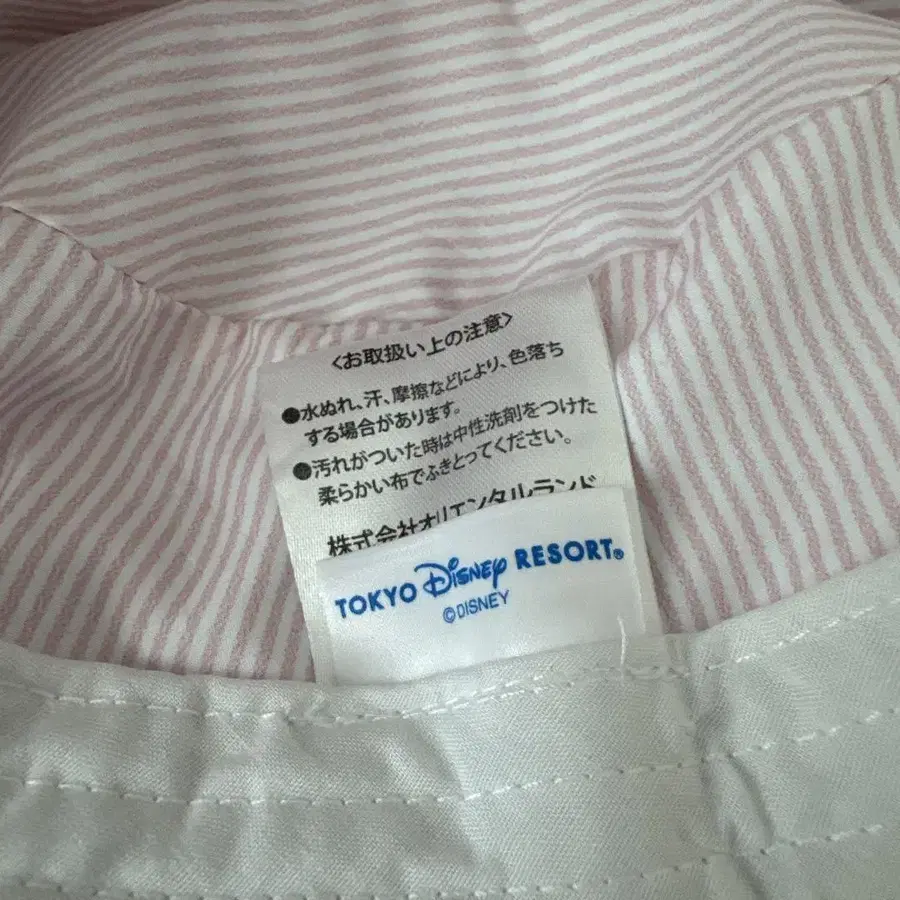 〈お取扱い上の注意〉
●水ぬれ、汗、摩擦などにより、色落ち
する場合があります。
●汚れがついた時は中性洗剤をつけた
柔らかい布でふきとってください。
株式会社オリエンタルランド
TOKYO Disney RESORT®
©DISNEY